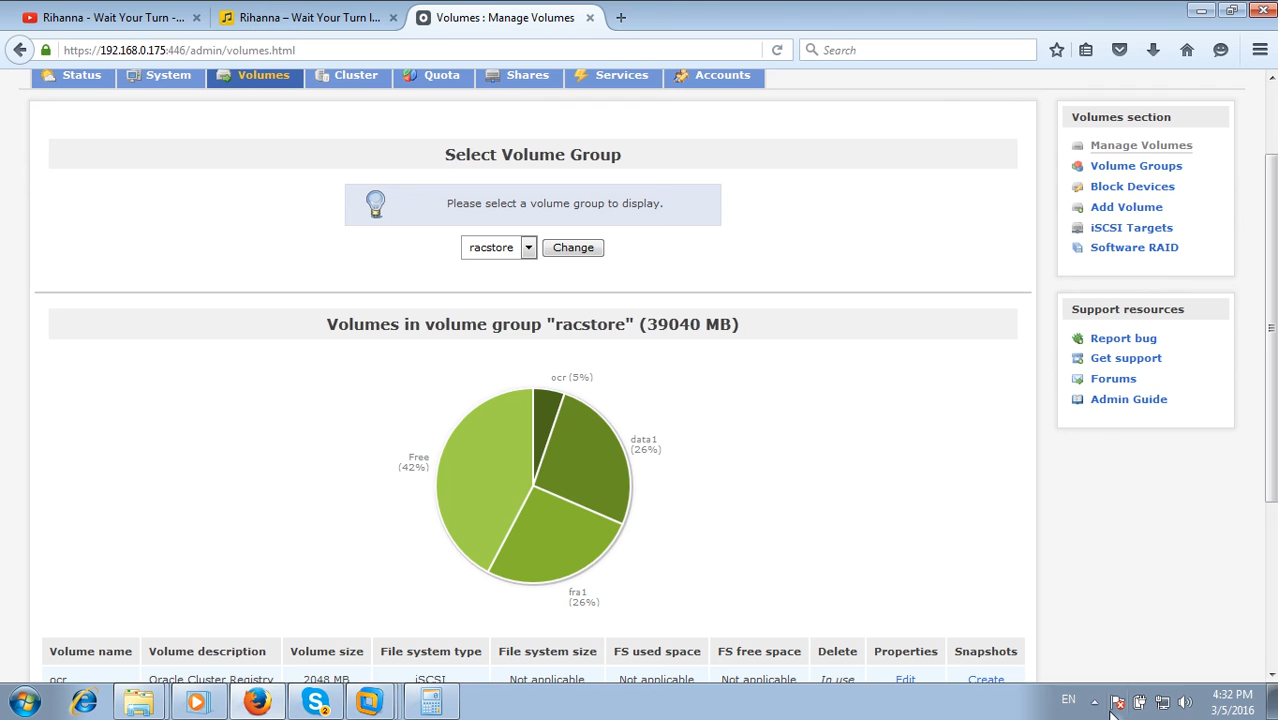 Rihanna - Wait Your Turn -...
Rihanna – Wait Your Turn l...
Volumes : Manage Volumes
https://192.168.0.175:446/admin/volumes.html
Search
Status
System
Volumes
Cluster
Quota
Shares
Services
Accounts
Select Volume Group
Please select a volume group to display.
racstore
Change
Volumes in volume group "racstore" (39040 MB)
ocr (5%)
data1
(26%)
Free
(42%)
fra1
(26%)
Volume name
Volume description
Volume size
File system type
File system size
FS used space
FS free space
Delete
Properties
Snapshots
ocr
Oracle Cluster Registry
2048 MB
iSCSI
Not applicable
Not applicable
Not applicable
In use
Edit
Create
Volumes section
Manage Volumes
Volume Groups
Block Devices
Add Volume
iSCSI Targets
Software RAID
Support resources
Report bug
Get support
Forums
Admin Guide
2
EN
4:32 PM
3/5/2016